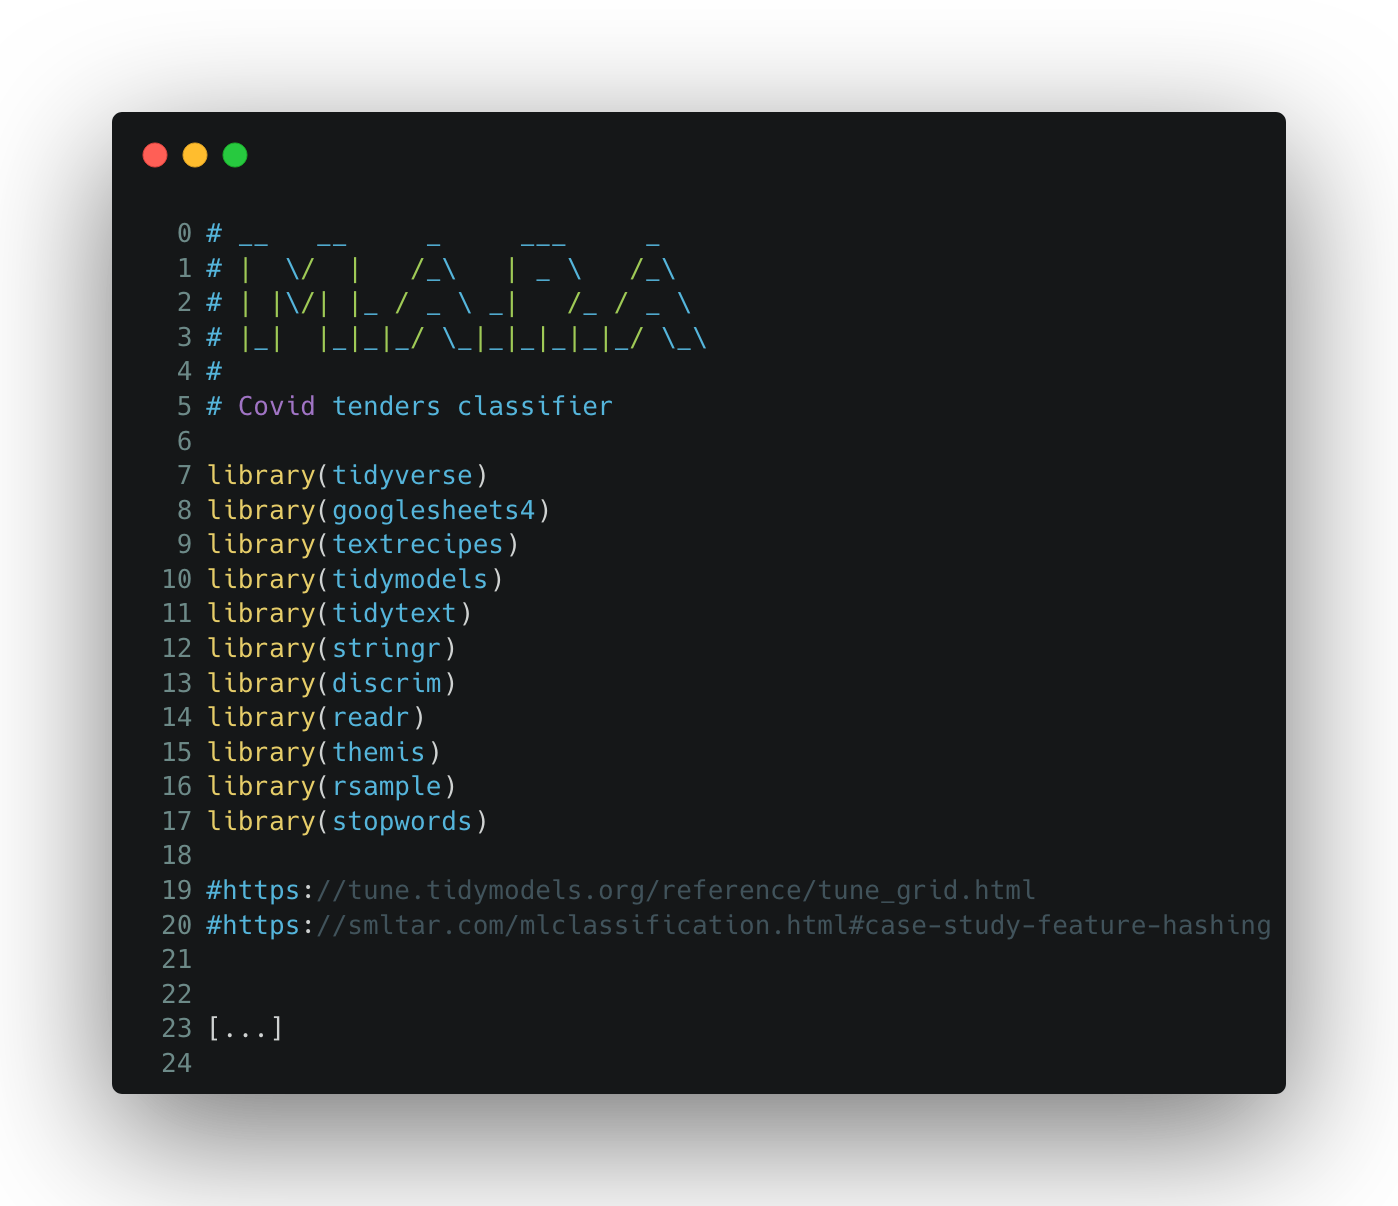 0 # __   __     _     ___     _
1 # |  \/  |   /_\   | _ \   /_\
2 # | |\/| |_ / _ \ _|   /_ / _ \
3 # |_|  |_|_|_/ \_|_|_|_|_|_/ \_\
4 #
5 # Covid tenders classifier
6
7 library(tidyverse)
8 library(googlesheets4)
9 library(textrecipes)
10 library(tidymodels)
11 library(tidytext)
12 library(stringr)
13 library(discrim)
14 library(readr)
15 library(themis)
16 library(rsample)
17 library(stopwords)
18
19 #https://tune.tidymodels.org/reference/tune_grid.html
20 #https://smltar.com/mlclassification.html#case-study-feature-hashing
21
22
23 [...]
24